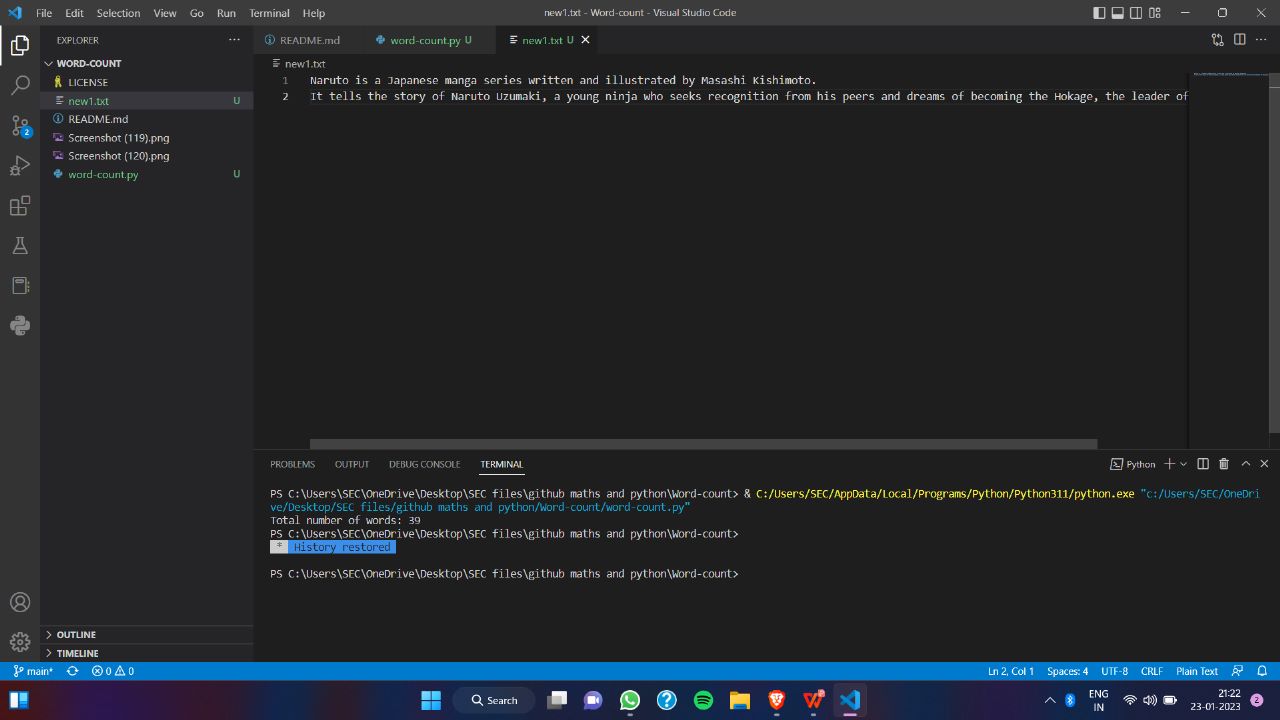 File Edit Selection View Go Run Terminal Help new1.txt - Word-count - Visual Studio Code
EXPLORER
WORD-COUNT
LICENSE
new1.txt U
README.md
Screenshot (119).png
Screenshot (120).png
word-count.py U
OUTLINE
TIMELINE
2
README.md word-count.py U new1.txt U
new1.txt
1 Naruto is a Japanese manga series written and illustrated by Masashi Kishimoto.
2 It tells the story of Naruto Uzumaki, a young ninja who seeks recognition from his peers and dreams of becoming the Hokage, the leader of
PROBLEMS OUTPUT DEBUG CONSOLE TERMINAL Python
PS C:\Users\SEC\OneDrive\Desktop\SEC files\github maths and python\Word-count> & C:/Users/SEC/AppData/Local/Programs/Python/Python311/python.exe "c:/Users/SEC/OneDri
ve/Desktop/SEC files/github maths and python/Word-count/word-count.py"
Total number of words: 39
PS C:\Users\SEC\OneDrive\Desktop\SEC files\github maths and python\Word-count>
* History restored
PS C:\Users\SEC\OneDrive\Desktop\SEC files\github maths and python\Word-count>
main* 0 0 Ln 2, Col 1 Spaces: 4 UTF-8 CRLF Plain Text
Search ENG 21:22
IN 23-01-2023 2